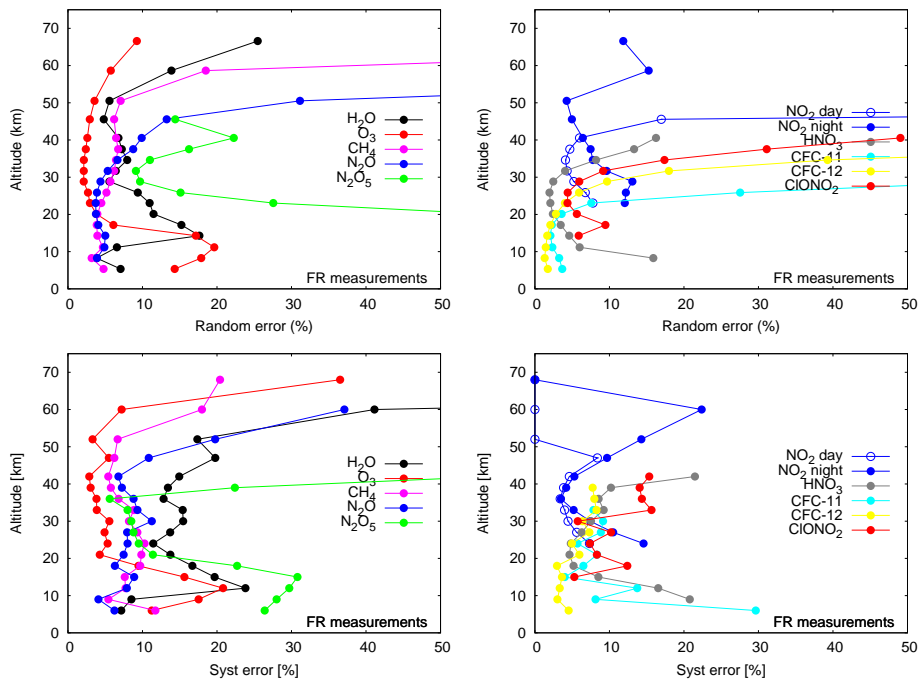 70
60
50
40
30
20
10
0
Altitude (km)
H2O
O3
CH4
N2O
N2O5
FR measurements
0 10 20 30 40 50
Random error (%)
70
60
50
40
30
20
10
0
Altitude (km)
NO2 day
NO2 night
HNO3
CFC-11
CFC-12
ClONO2
FR measurements
0 10 20 30 40 50
Random error (%)
70
60
50
40
30
20
10
0
Altitude [km]
H2O
O3
CH4
N2O
N2O5
FR measurements
0 10 20 30 40 50
Syst error [%]
70
60
50
40
30
20
10
0
Altitude [km]
NO2 day
NO2 night
HNO3
CFC-11
CFC-12
ClONO2
FR measurements
0 10 20 30 40 50
Syst error [%]